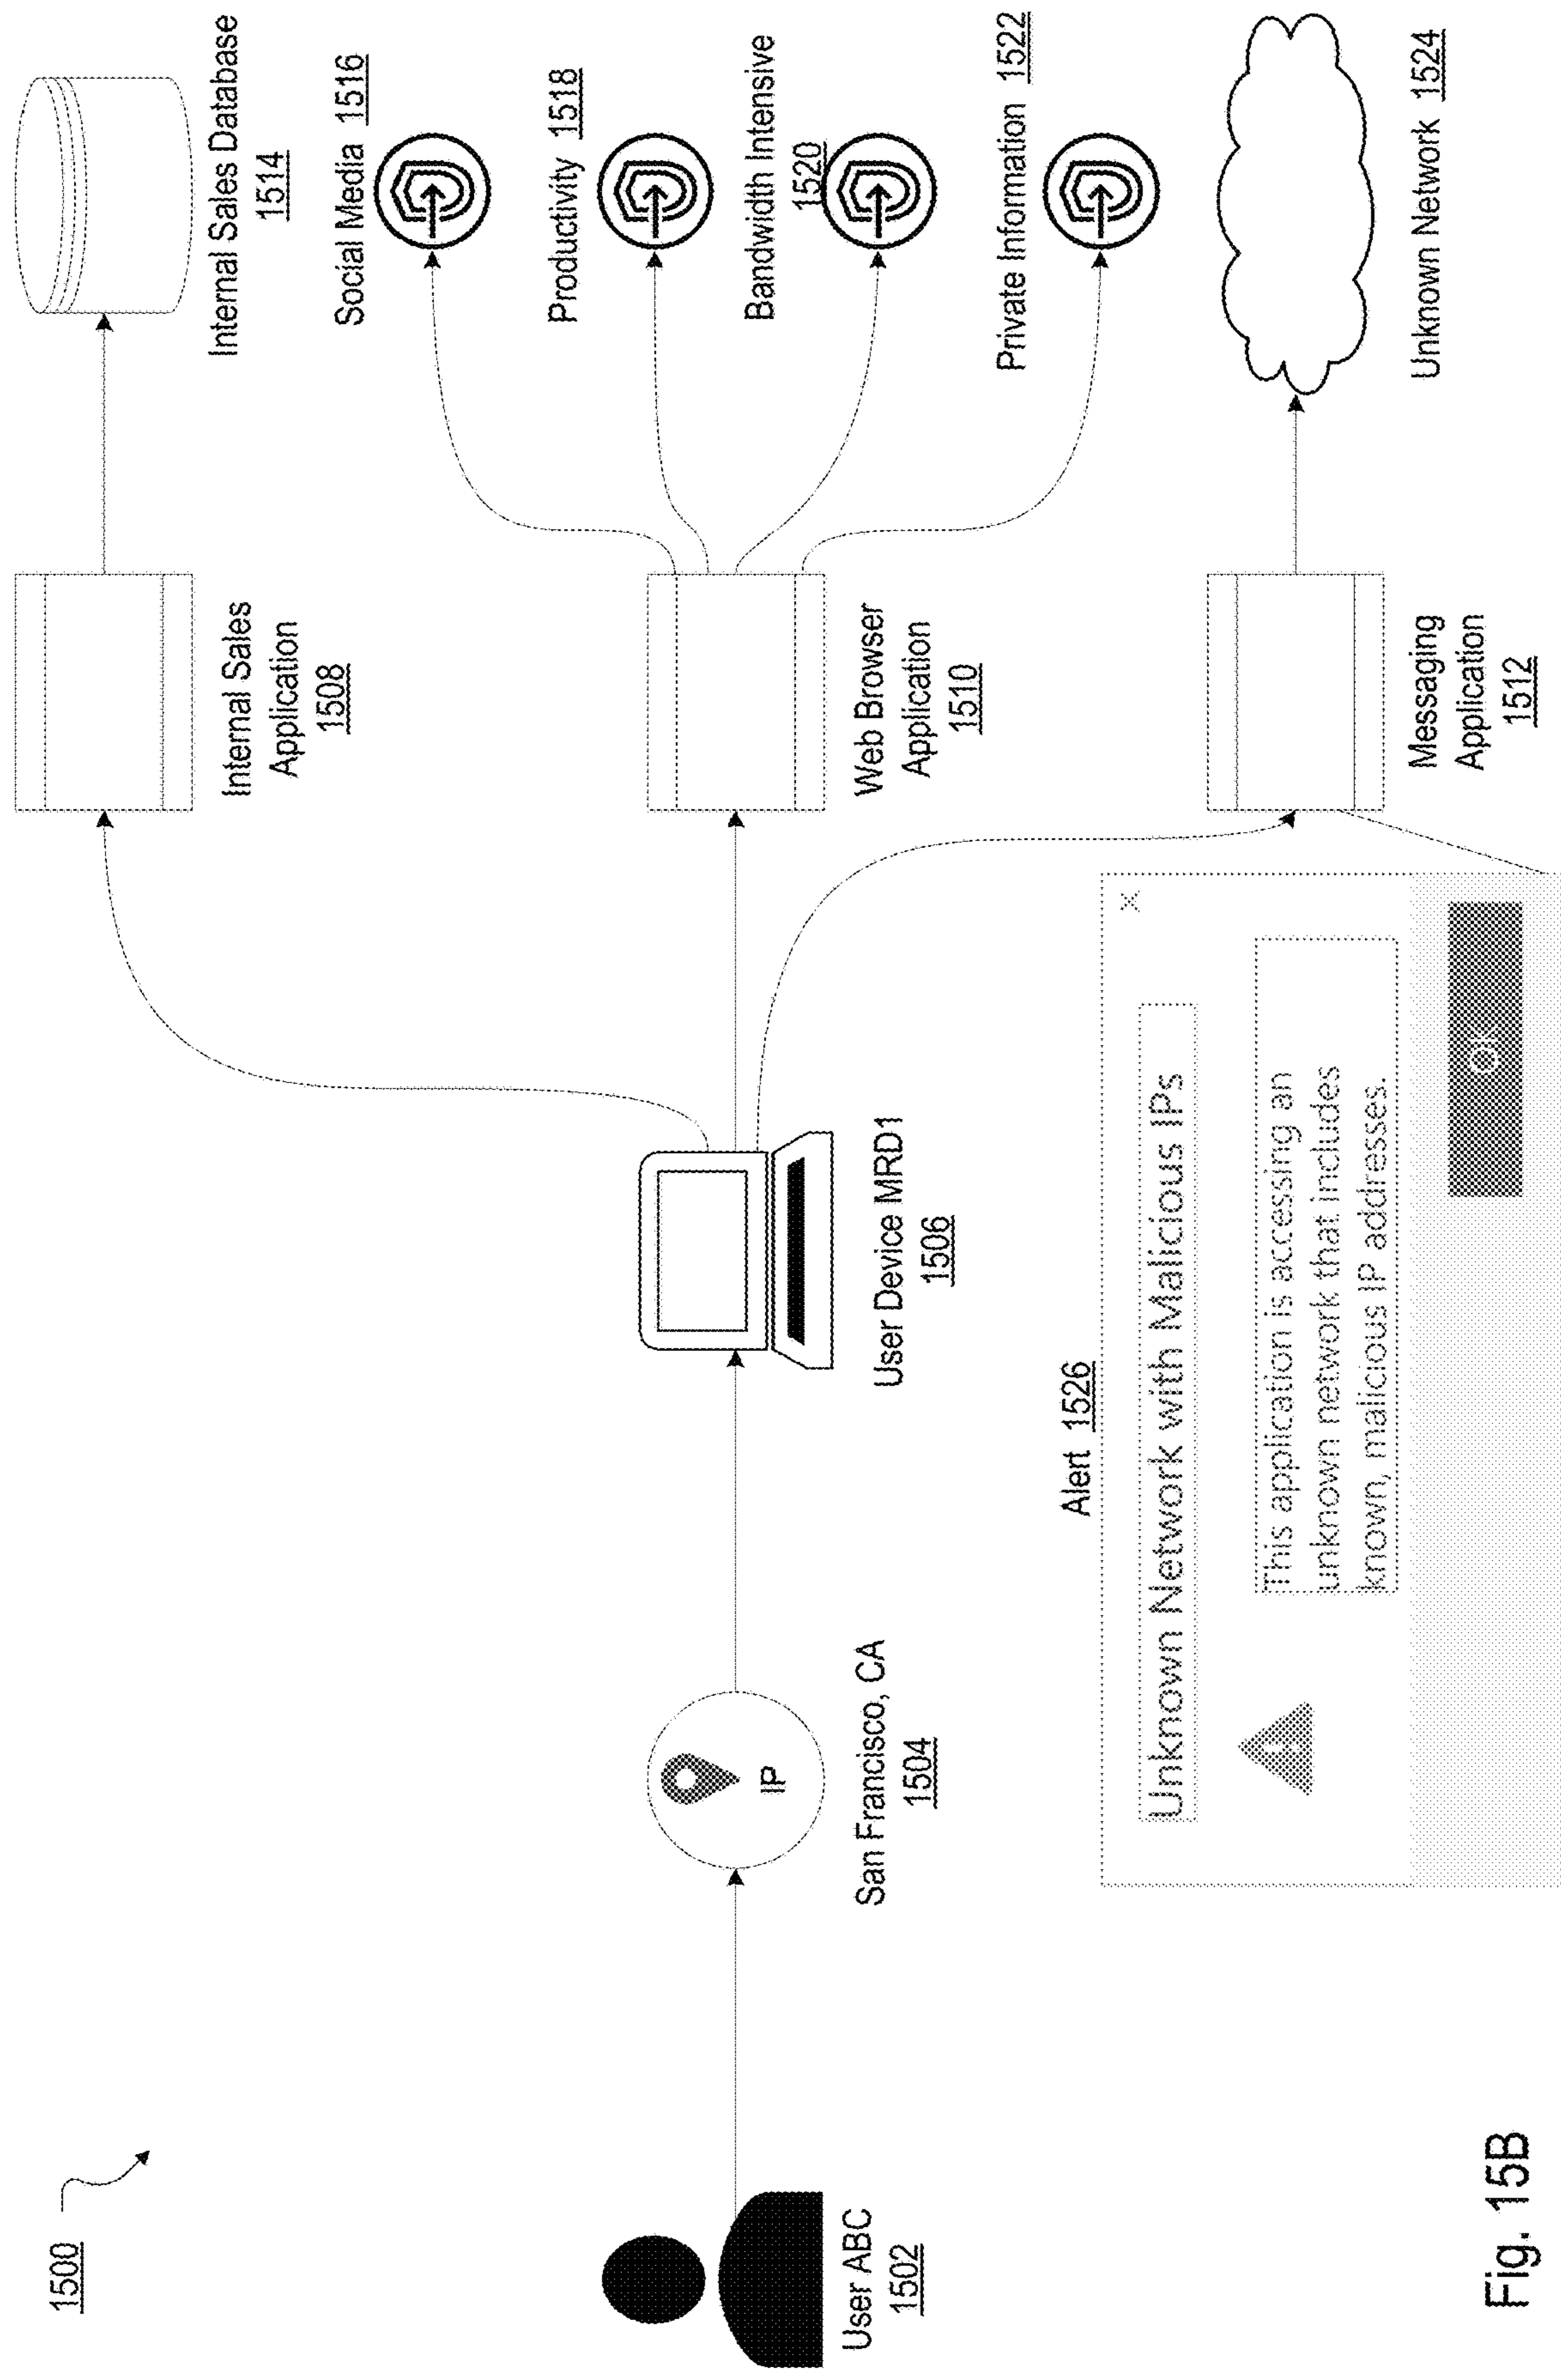 1500
User ABC
1502
San Francisco, CA
1504
IP
User Device MRD1
1506
Internal Sales
Application
1508
Web Browser
Application
1510
Messaging
Application
1512
Internal Sales Database
1514
Social Media 1516
Productivity 1518
Bandwidth Intensive
1520
Private Information 1522
Unknown Network 1524
Alert 1526
X
Unknown Network with Malicious IPs
!
This application is accessing an
unknown network that includes
known, malicious IP addresses.
OK
Fig. 15B